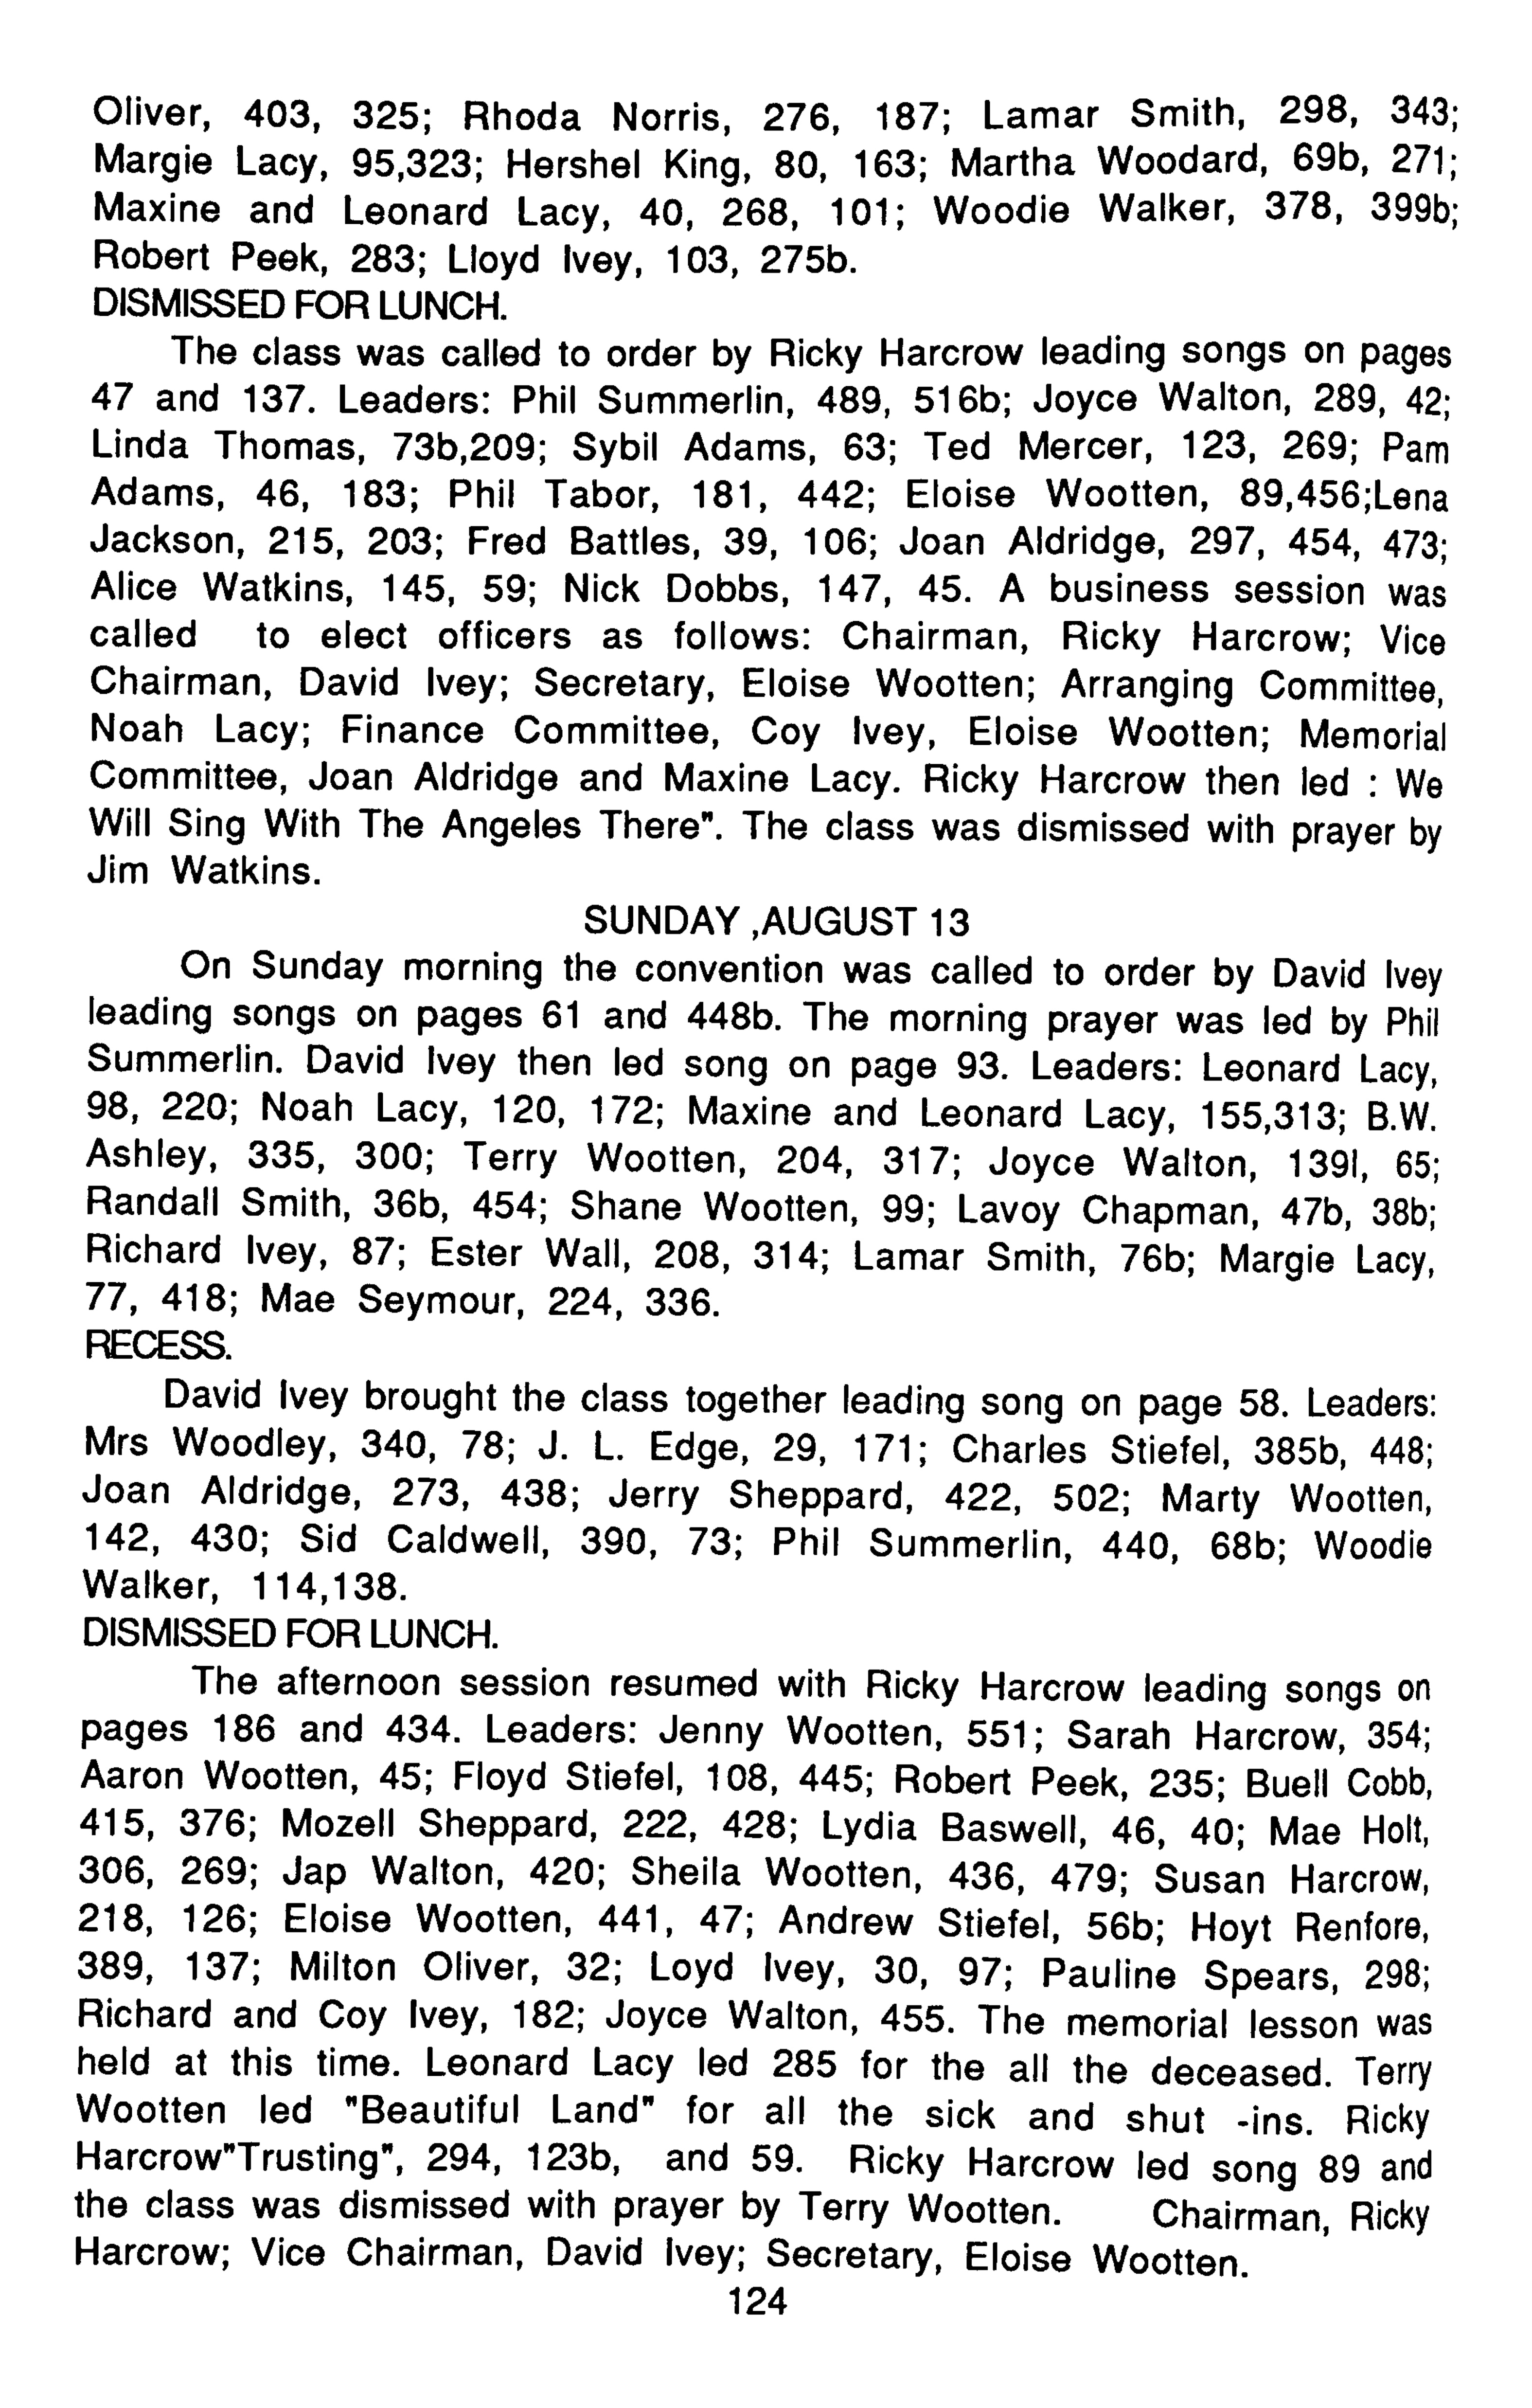 Oliver, 403, 325; Rhoda Norris, 276, 187; Lamar Smith, 298, 343;
Margie Lacy, 95,323; Hershel King, 80, 163; Martha Woodard, 69b, 271;
Maxine and Leonard Lacy, 40, 268, 101; Woodie Walker, 378, 399b;
Robert Peek, 283; Lloyd Ivey, 103, 275b.
DISMISSED FOR LUNCH.
The class was called to order by Ricky Harcrow leading songs on pages
47 and 137. Leaders: Phil Summerlin, 489, 516b; Joyce Walton, 289, 42;
Linda Thomas, 73b,209; Sybil Adams, 63; Ted Mercer, 123, 269; Pam
Adams, 46, 183; Phil Tabor, 181, 442; Eloise Wootten, 89,456;Lena
Jackson, 215, 203; Fred Battles, 39, 106; Joan Aldridge, 297, 454, 473;
Alice Watkins, 145, 59; Nick Dobbs, 147, 45. A business session was
called to elect officers as follows: Chairman, Ricky Harcrow; Vice
Chairman, David Ivey; Secretary, Eloise Wootten; Arranging Committee,
Noah Lacy; Finance Committee, Coy Ivey, Eloise Wootten; Memorial
Committee, Joan Aldridge and Maxine Lacy. Ricky Harcrow then led : We
Will Sing With The Angeles There". The class was dismissed with prayer by
Jim Watkins.
SUNDAY ,AUGUST 13
On Sunday morning the convention was called to order by David Ivey
leading songs on pages 61 and 448b. The morning prayer was led by Phil
Summerlin. David Ivey then led song on page 93. Leaders: Leonard Lacy,
98, 220; Noah Lacy, 120, 172; Maxine and Leonard Lacy, 155,313; B.W.
Ashley, 335, 300; Terry Wootten, 204, 317; Joyce Walton, 139l, 65;
Randall Smith, 36b, 454; Shane Wootten, 99; Lavoy Chapman, 47b, 38b;
Richard Ivey, 87; Ester Wall, 208, 314; Lamar Smith, 76b; Margie Lacy,
77, 418; Mae Seymour, 224, 336.
RECESS.
David Ivey brought the class together leading song on page 58. Leaders:
Mrs Woodley, 340, 78; J. L. Edge, 29, 171; Charles Stiefel, 385b, 448;
Joan Aldridge, 273, 438; Jerry Sheppard, 422, 502; Marty Wootten,
142, 430; Sid Caldwell, 390, 73; Phil Summerlin, 440, 68b; Woodie
Walker, 114,138.
DISMISSED FOR LUNCH.
The afternoon session resumed with Ricky Harcrow leading songs on
pages 186 and 434. Leaders: Jenny Wootten, 551; Sarah Harcrow, 354;
Aaron Wootten, 45; Floyd Stiefel, 108, 445; Robert Peek, 235; Buell Cobb,
415, 376; Mozell Sheppard, 222, 428; Lydia Baswell, 46, 40; Mae Holt,
306, 269; Jap Walton, 420; Sheila Wootten, 436, 479; Susan Harcrow,
218, 126; Eloise Wootten, 441, 47; Andrew Stiefel, 56b; Hoyt Renfore,
389, 137; Milton Oliver, 32; Loyd Ivey, 30, 97; Pauline Spears, 298;
Richard and Coy Ivey, 182; Joyce Walton, 455. The memorial lesson was
held at this time. Leonard Lacy led 285 for the all the deceased. Terry
Wootten led "Beautiful Land" for all the sick and shut -ins. Ricky
Harcrow"Trusting", 294, 123b, and 59. Ricky Harcrow led song 89 and
the class was dismissed with prayer by Terry Wootten. Chairman, Ricky
Harcrow; Vice Chairman, David Ivey; Secretary, Eloise Wootten.
124